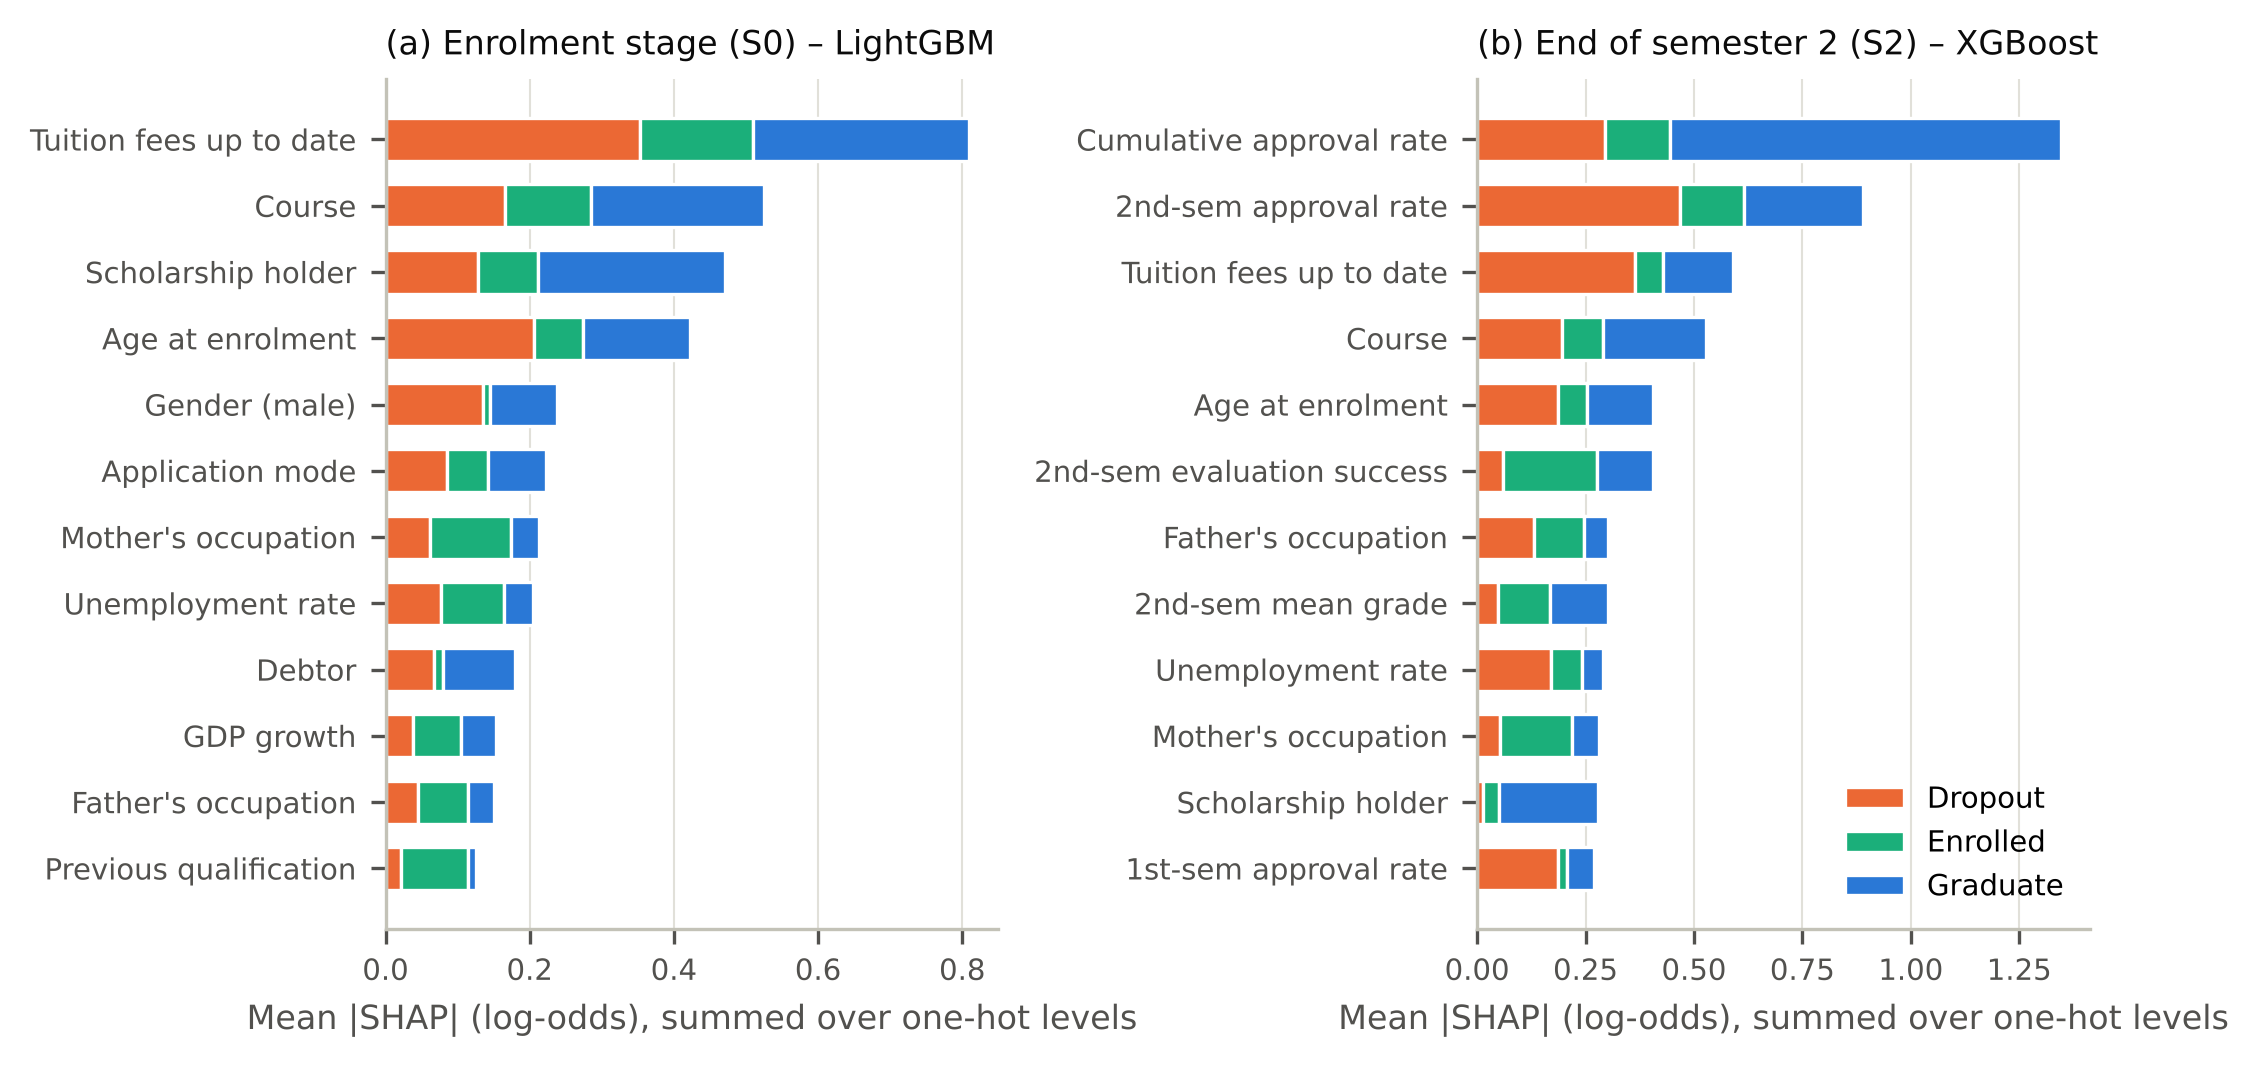 (a) Enrolment stage (S0) – LightGBM
Tuition fees up to date
Course
Scholarship holder
Age at enrolment
Gender (male)
Application mode
Mother's occupation
Unemployment rate
Debtor
GDP growth
Father's occupation
Previous qualification
0.0 0.2 0.4 0.6 0.8
Mean |SHAP| (log-odds), summed over one-hot levels
(b) End of semester 2 (S2) – XGBoost
Cumulative approval rate
2nd-sem approval rate
Tuition fees up to date
Course
Age at enrolment
2nd-sem evaluation success
Father's occupation
2nd-sem mean grade
Unemployment rate
Mother's occupation
Scholarship holder
1st-sem approval rate
Dropout
Enrolled
Graduate
0.00 0.25 0.50 0.75 1.00 1.25
Mean |SHAP| (log-odds), summed over one-hot levels